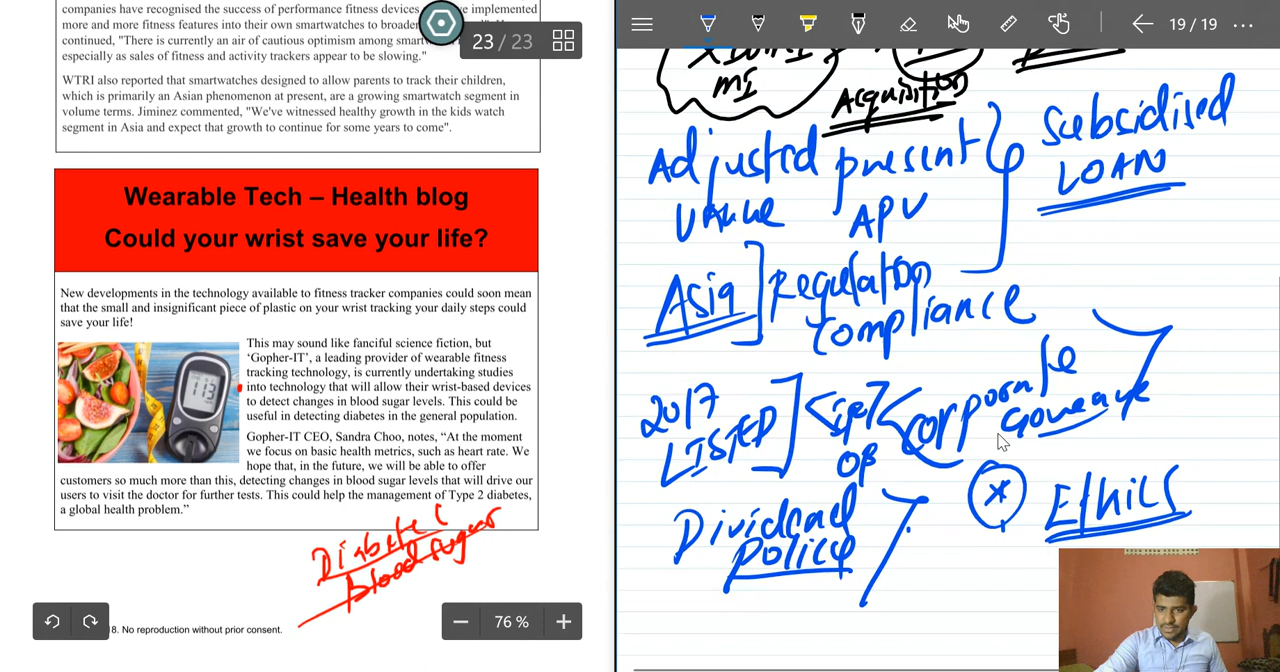 companies have recognised the success of performance fitness devices
implemented
more and more fitness features into their own smartwatches to broaden
continued, "There is currently an air of cautious optimism among
especially as sales of fitness and activity trackers appear to be slowing."
23 / 23
WTRI also reported that smartwatches designed to allow parents to track their children,
which is primarily an Asian phenomenon at present, are a growing smartwatch segment in
volume terms. Jiminez commented, "We've witnessed healthy growth in the kids watch
segment in Asia and expect that growth to continue for some years to come".
Wearable Tech – Health blog
Could your wrist save your life?
New developments in the technology available to fitness tracker companies could soon mean
that the small and insignificant piece of plastic on your wrist tracking your daily steps could
save your life!
This may sound like fanciful science fiction, but
'Gopher-IT', a leading provider of wearable fitness
tracking technology, is currently undertaking studies
into technology that will allow their wrist-based devices
to detect changes in blood sugar levels. This could be
useful in detecting diabetes in the general population.
113
Gopher-IT CEO, Sandra Choo, notes, "At the moment
we focus on basic health metrics, such as heart rate. We
hope that, in the future, we will be able to offer
customers so much more than this, detecting changes in blood sugar levels that will drive our
users to visit the doctor for further tests. This could help the management of Type 2 diabetes,
a global health problem."
Diabetec
Blood sugar
8. No reproduction without prior consent.
76 %
19 / 19
MI
Acquisition
Adjusted present
Value APV
Subsidised
LOAN
Asia] Regulation
Compliance
2017
LISTED
Corporate
Goverance
Dividend
policy
* Ethics